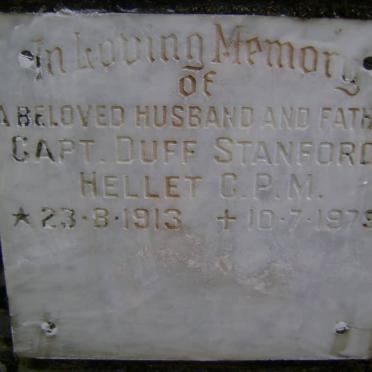 In Loving Memory
of
A BELOVED HUSBAND AND FATH
CAPT. DUFF STANFORD
HELLET C.P.M.
* 23-8-1913 + 10-7-1979